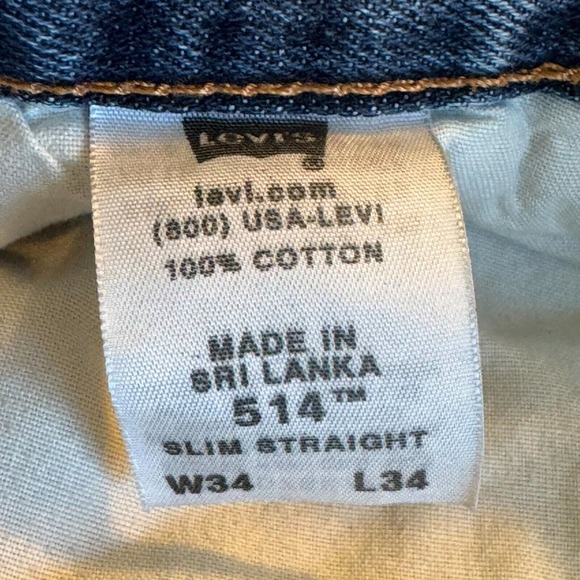 Levi's
®
levi.com
(800) USA-LEVI
100% COTTON
MADE IN
SRI LANKA
514™
SLIM STRAIGHT
W34 L34